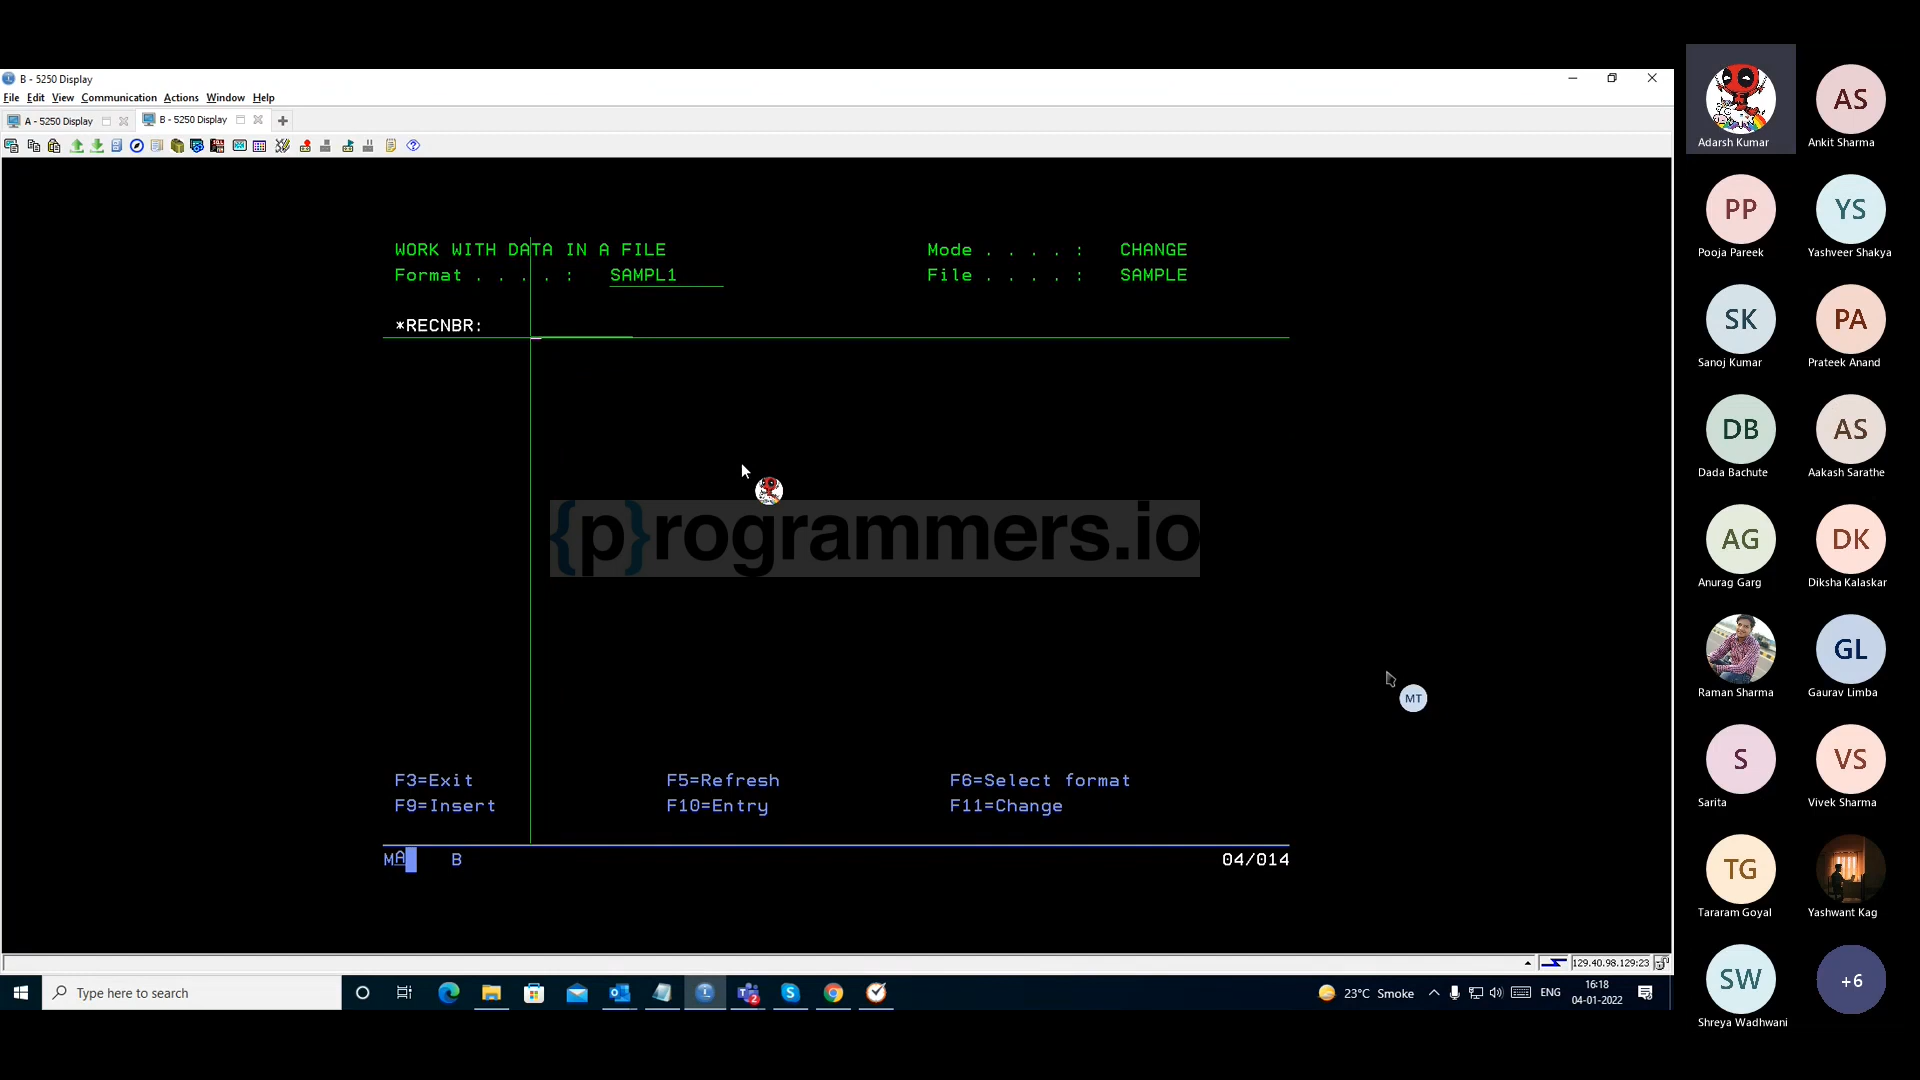 B - 5250 Display
File Edit View Communication Actions Window Help
A - 5250 Display
B - 5250 Display
WORK WITH DATA IN A FILE Mode . . . . : CHANGE
Format . . . . : SAMPL1 File . . . . : SAMPLE
*RECNBR:
{p}rogrammers.io
MT
F3=Exit F5=Refresh F6=Select format
F9=Insert F10=Entry F11=Change
MA B 04/014
129.40.98.129:23
Type here to search
2
23°C Smoke
ENG
16:18
04-01-2022
Adarsh Kumar
AS
Ankit Sharma
PP
Pooja Pareek
YS
Yashveer Shakya
SK
Sanoj Kumar
PA
Prateek Anand
DB
Dada Bachute
AS
Aakash Sarathe
AG
Anurag Garg
DK
Diksha Kalaskar
Raman Sharma
GL
Gaurav Limba
S
Sarita
VS
Vivek Sharma
TG
Tararam Goyal
Yashwant Kag
SW
Shreya Wadhwani
+6